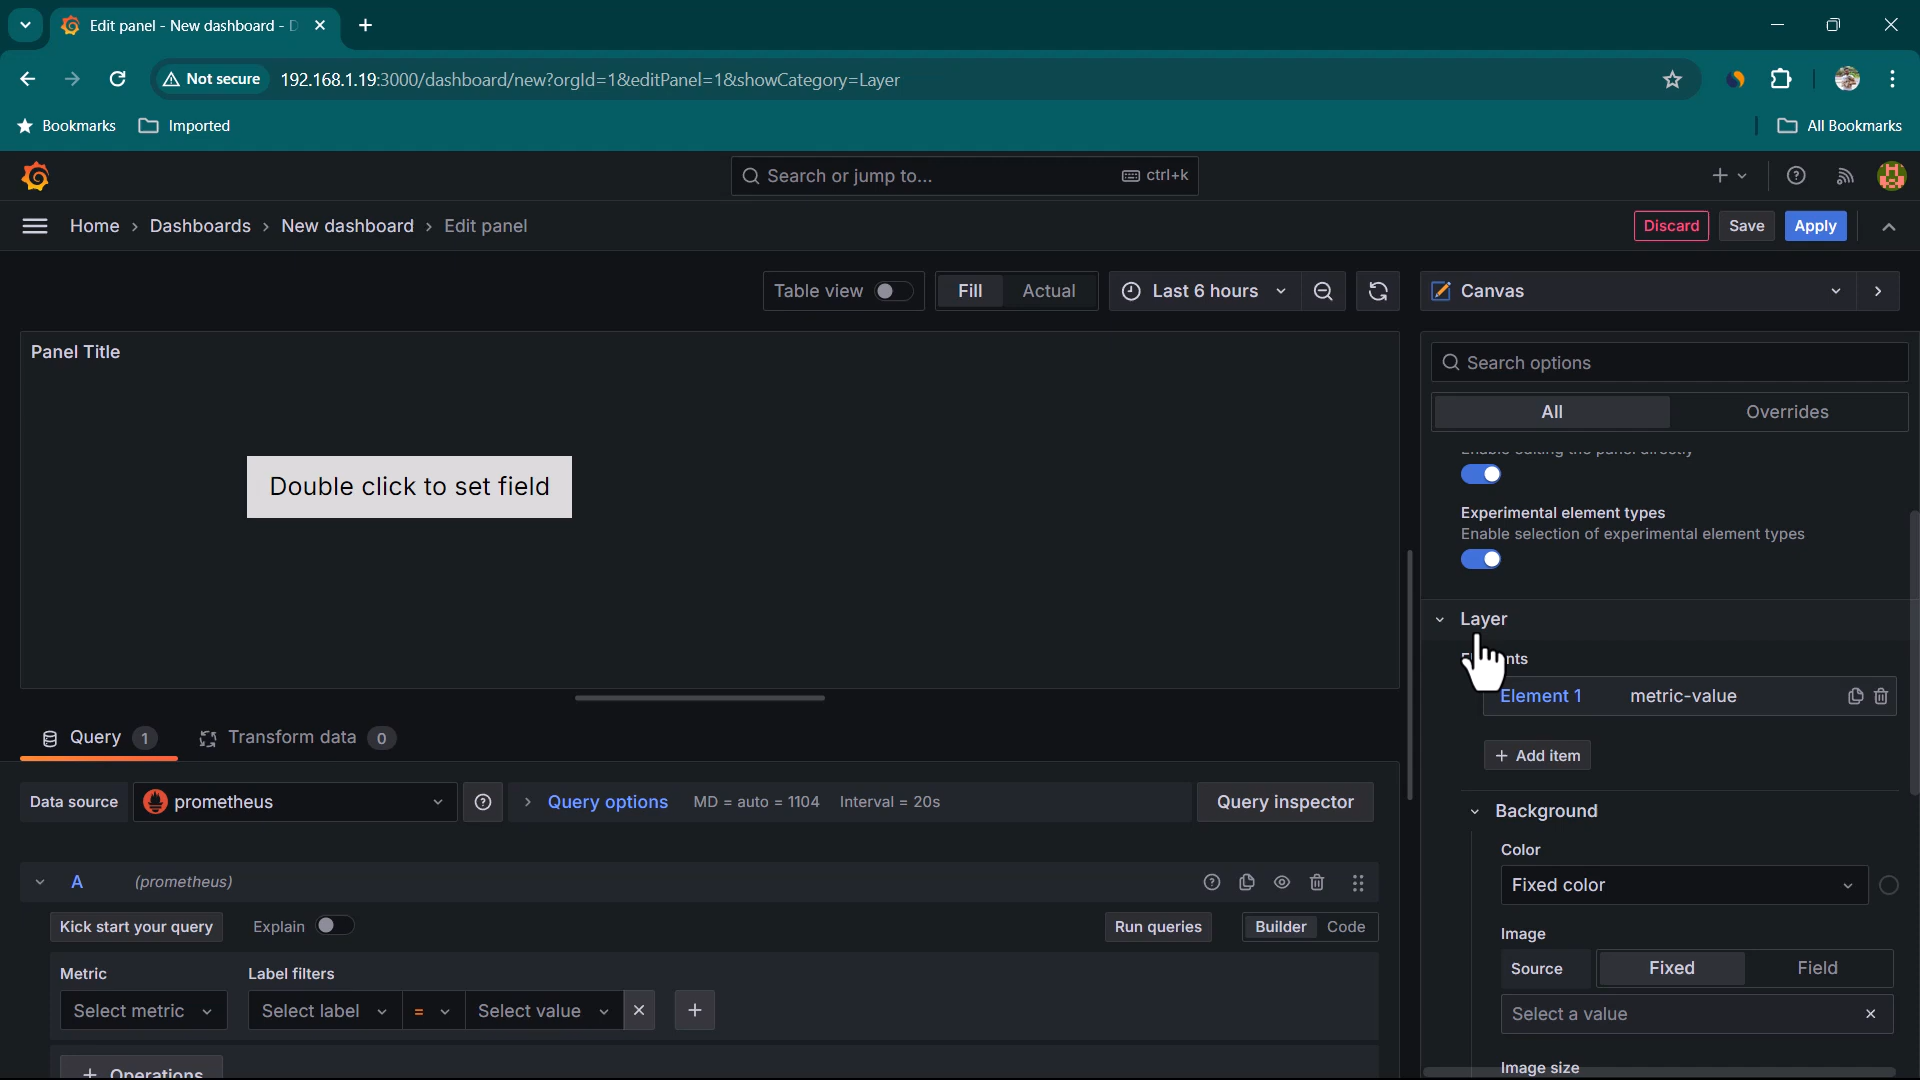 Edit panel - New dashboard - D
Not secure
192.168.1.19:3000/dashboard/new?orgId=1&editPanel=1&showCategory=Layer
Bookmarks
Imported
All Bookmarks
Search or jump to...
ctrl+k
Home › Dashboards › New dashboard › Edit panel
Discard
Save
Apply
Table view
Fill
Actual
Last 6 hours
Canvas
Panel Title
Search options
All
Overrides
Enable editing the panel directly
Experimental element types
Enable selection of experimental element types
Double click to set field
Layer
Element 1
metric-value
+ Add item
Query 1
Transform data 0
Data source
prometheus
Query options
MD = auto = 1104
Interval = 20s
Query inspector
Background
Color
Fixed color
A
(prometheus)
Kick start your query
Explain
Run queries
Builder
Code
Image
Source
Fixed
Field
Select a value
Metric
Label filters
Select metric
Select label
=
Select value
+ Operations
Image size